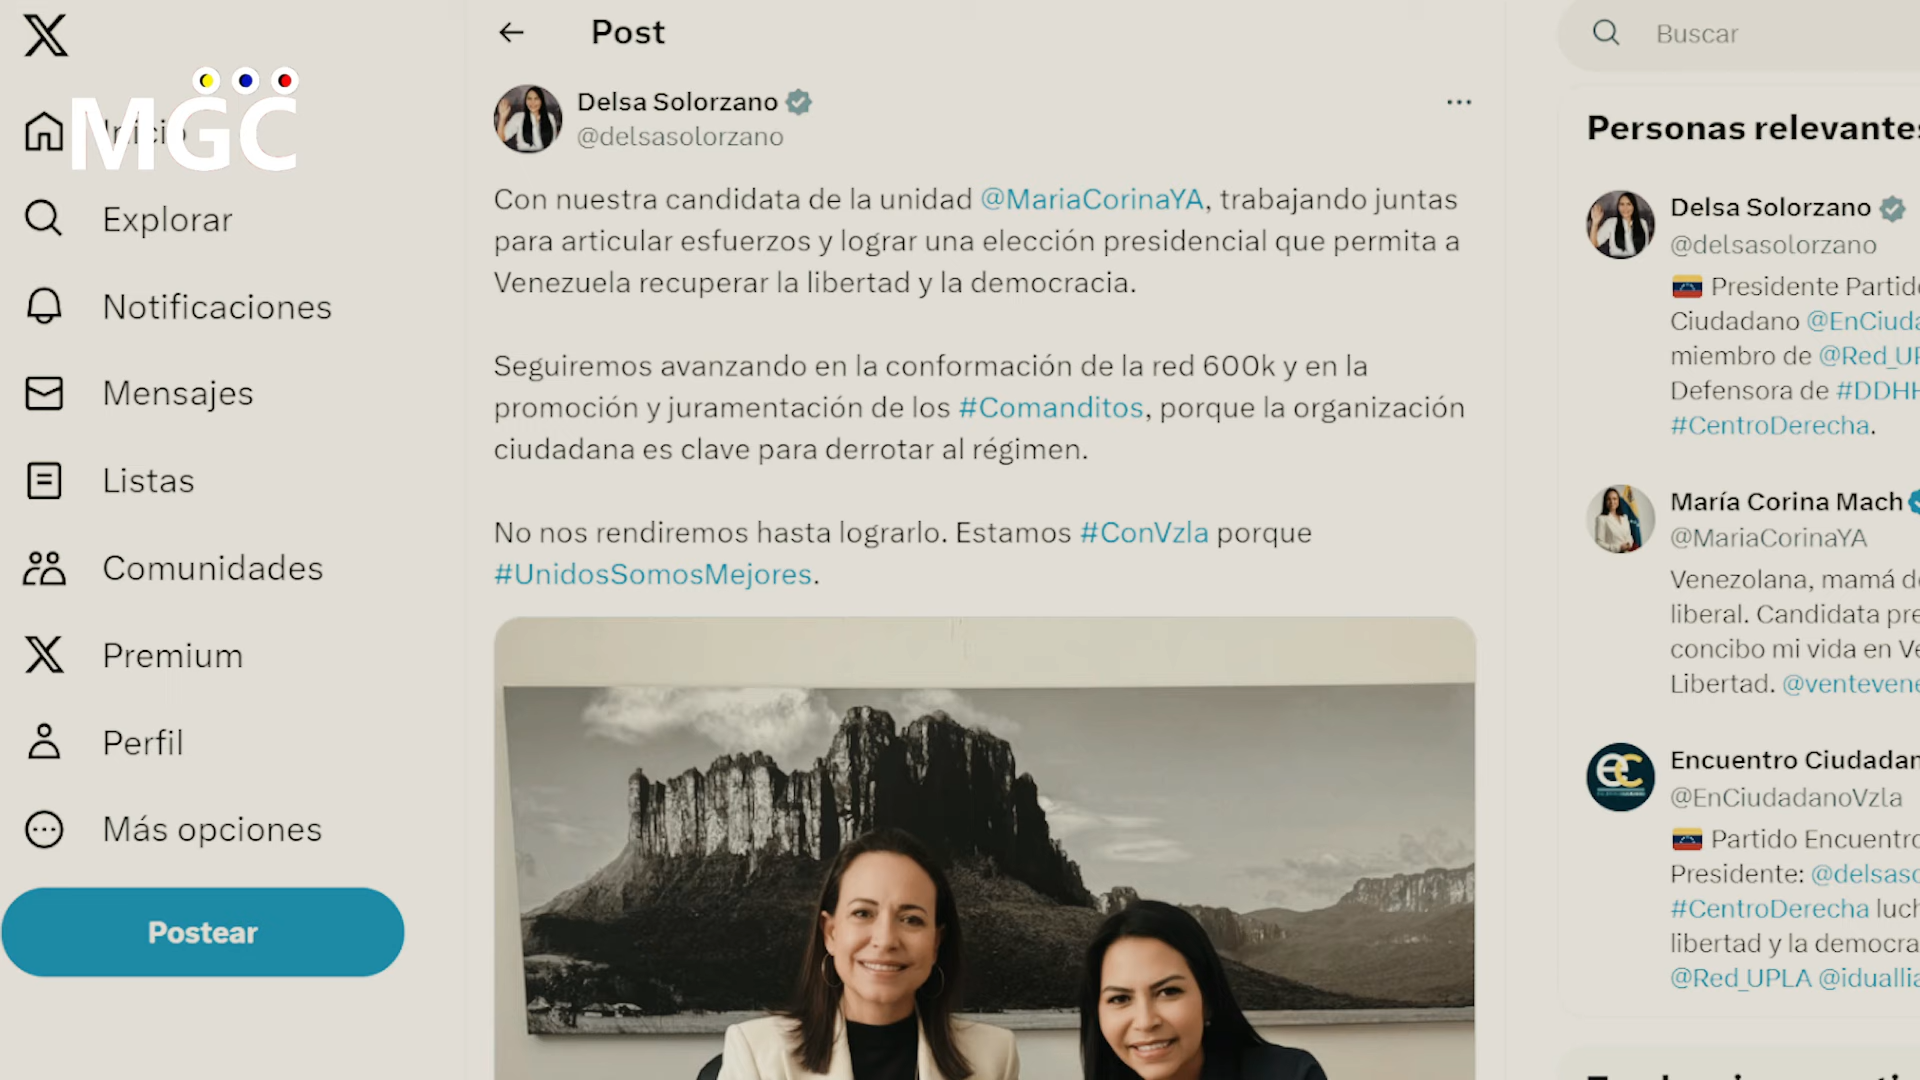 MGC
Inicio
Explorar
Notificaciones
Mensajes
Listas
Comunidades
Premium
Perfil
Más opciones
Postear
Post
Delsa Solorzano
@delsasolorzano
Con nuestra candidata de la unidad @MariaCorinaYA, trabajando juntas
para articular esfuerzos y lograr una elección presidencial que permita a
Venezuela recuperar la libertad y la democracia.
Seguiremos avanzando en la conformación de la red 600k y en la
promoción y juramentación de los #Comanditos, porque la organización
ciudadana es clave para derrotar al régimen.
No nos rendiremos hasta lograrlo. Estamos #ConVzla porque
#UnidosSomosMejores.
Buscar
Personas relevantes
Delsa Solorzano
@delsasolorzano
Presidente Partid
Ciudadano @EnCiuda
miembro de @Red_UP
Defensora de #DDHH
#CentroDerecha.
María Corina Mach
@MariaCorinaYA
Venezolana, mamá d
liberal. Candidata pre
concibo mi vida en Ve
Libertad. @venteven
ec
Encuentro Ciudadan
@EnCiudadanoVzla
Partido Encuentro
Presidente: @delsaso
#CentroDerecha luch
libertad y la democra
@Red_UPLA @iduallia